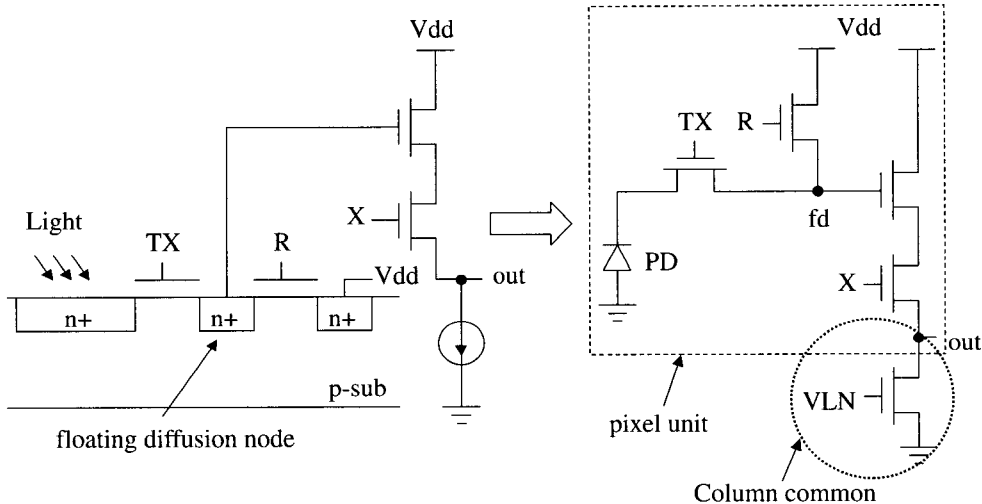 Vdd
X
Light
TX
R
Vdd
out
n+
n+
n+
p-sub
floating diffusion node
Vdd
TX
R
fd
PD
X
out
VLN
pixel unit
Column common